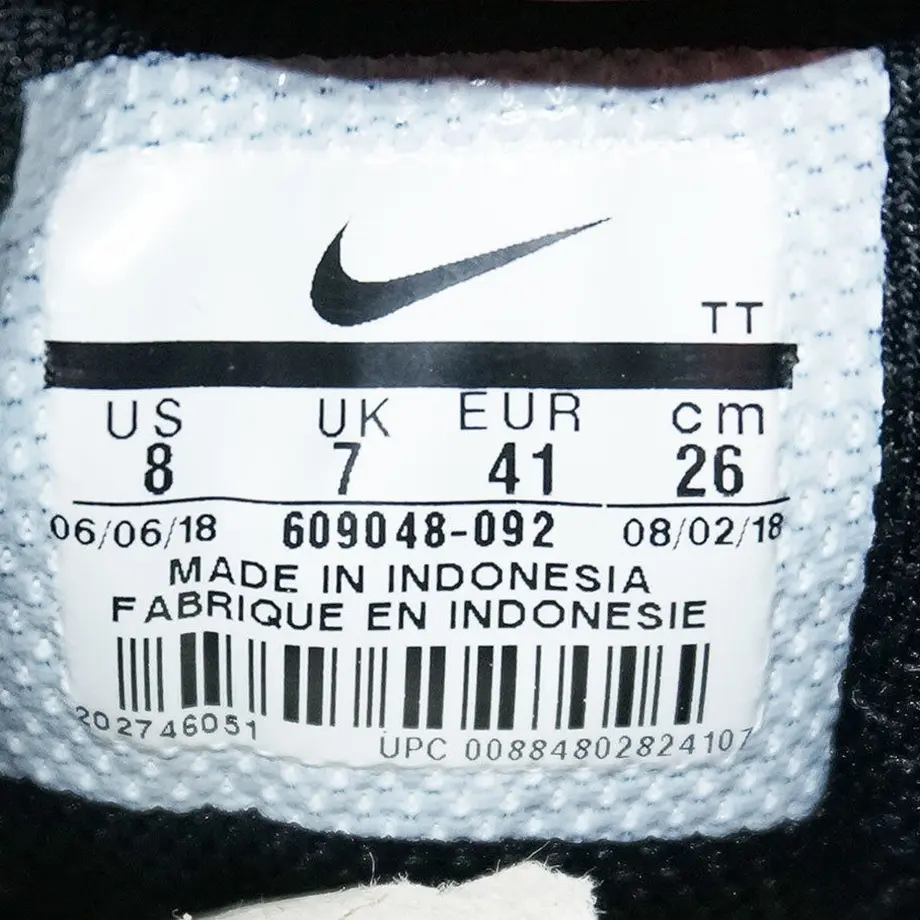 TT
US UK EUR cm
8 7 41 26
06/06/18 609048-092 08/02/18
MADE IN INDONESIA
FABRIQUE EN INDONESIE
202746051
UPC 00884802824107